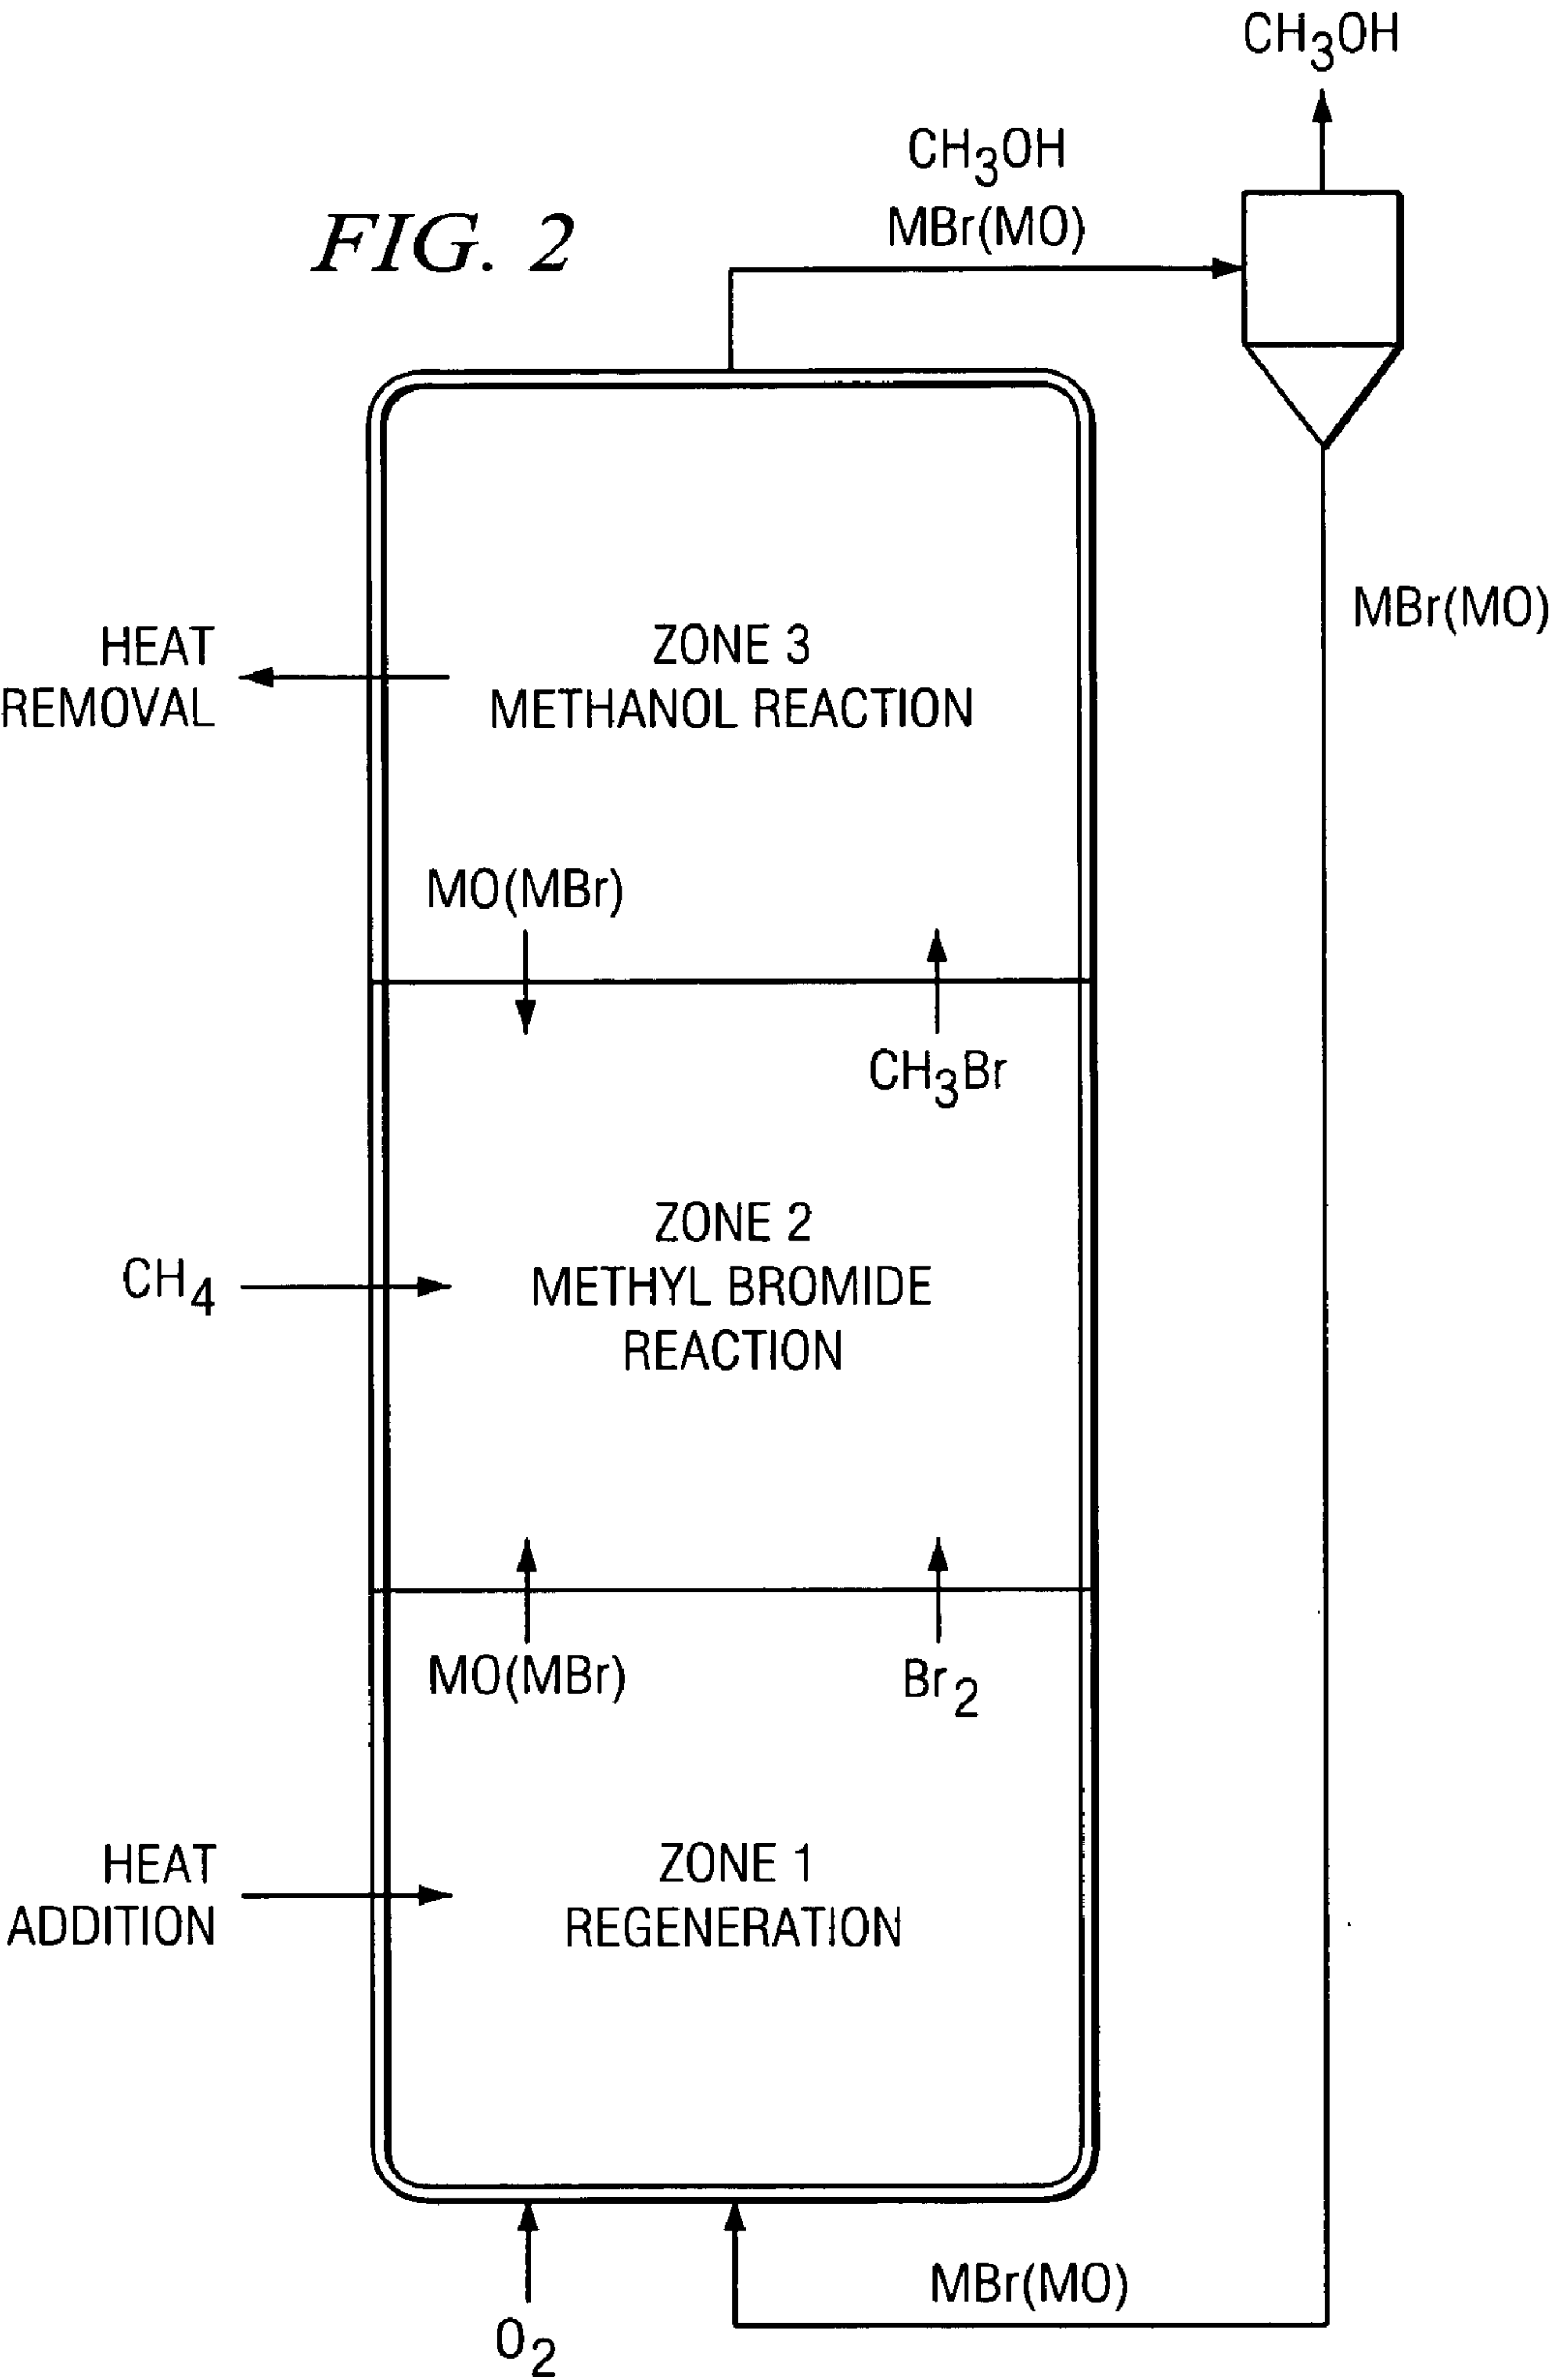 CH3OH
CH3OH
MBr(MO)
FIG. 2
MBr(MO)
HEAT
REMOVAL
ZONE 3
METHANOL REACTION
MO(MBr)
CH3Br
CH4
ZONE 2
METHYL BROMIDE
REACTION
MO(MBr)
Br2
HEAT
ADDITION
ZONE 1
REGENERATION
MBr(MO)
O2